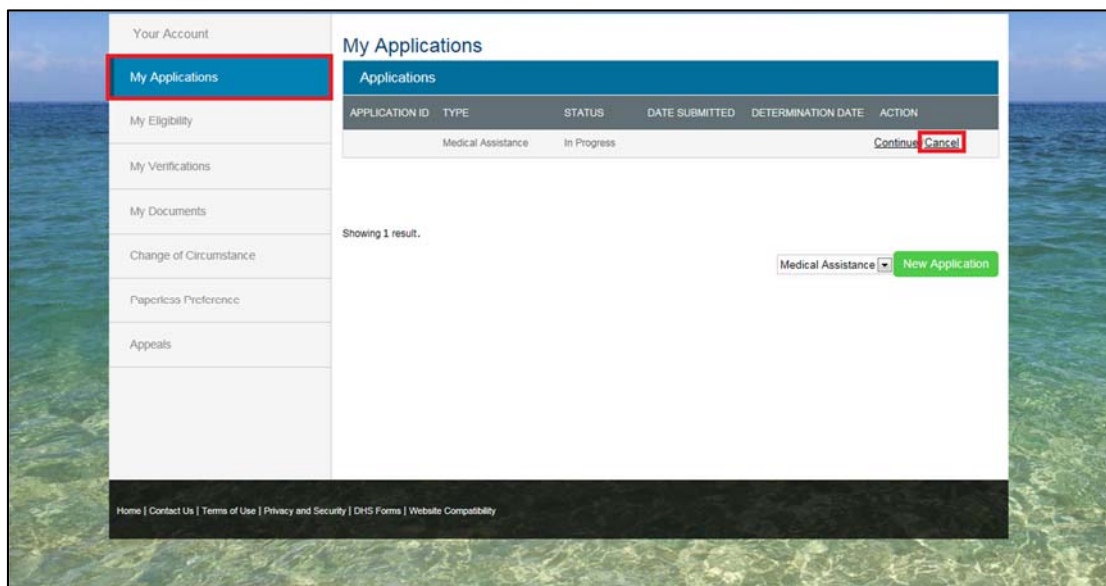 Your Account
My Applications
My Eligibility
My Verifications
My Documents
Change of Circumstance
Paperless Preference
Appeals
My Applications
Applications
APPLICATION ID TYPE STATUS DATE SUBMITTED DETERMINATION DATE ACTION
Medical Assistance In Progress Continue Cancel
Showing 1 result.
Medical Assistance New Application
Home | Contact Us | Terms of Use | Privacy and Security | DHS Forms | Website Compatibility